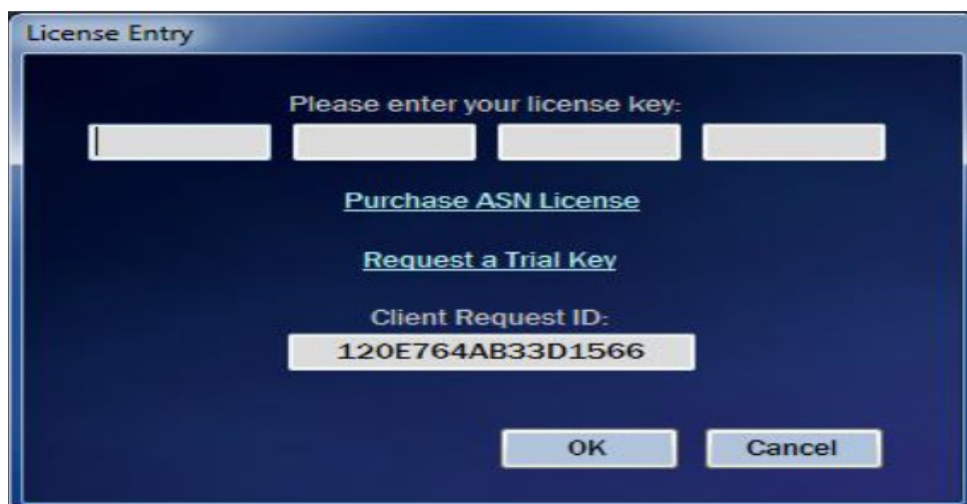 License Entry
Please enter your license key:
Purchase ASN License
Request a Trial Key
Client Request ID:
120E764AB33D1566
OK Cancel